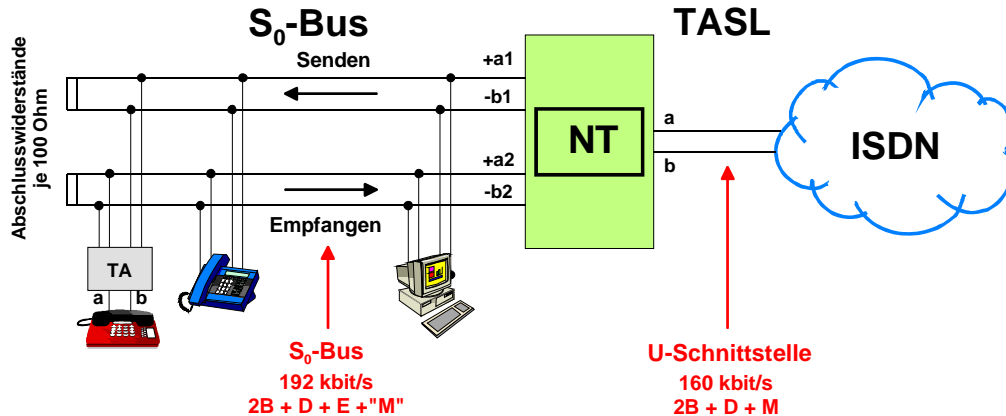 S0-Bus
TASL
Abschlusswiderstände
je 100 Ohm
Senden
+a1
-b1
+a2
-b2
Empfangen
NT
a
b
ISDN
TA
a b
S0-Bus
192 kbit/s
2B + D + E +"M"
U-Schnittstelle
160 kbit/s
2B + D + M